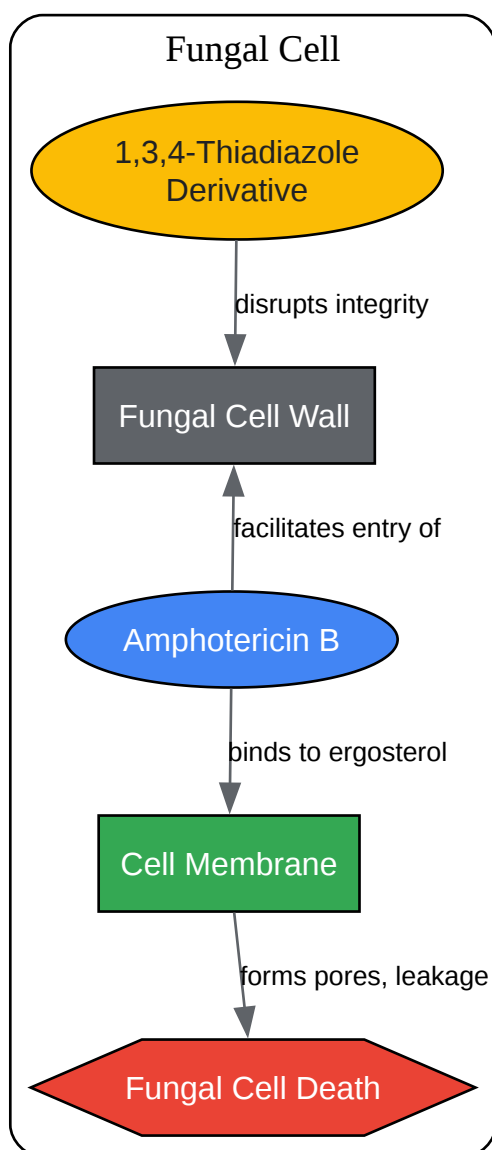 Fungal Cell
1,3,4-Thiadiazole
Derivative
disrupts integrity
Fungal Cell Wall
facilitates entry of
Amphotericin B
binds to ergosterol
Cell Membrane
forms pores, leakage
Fungal Cell Death